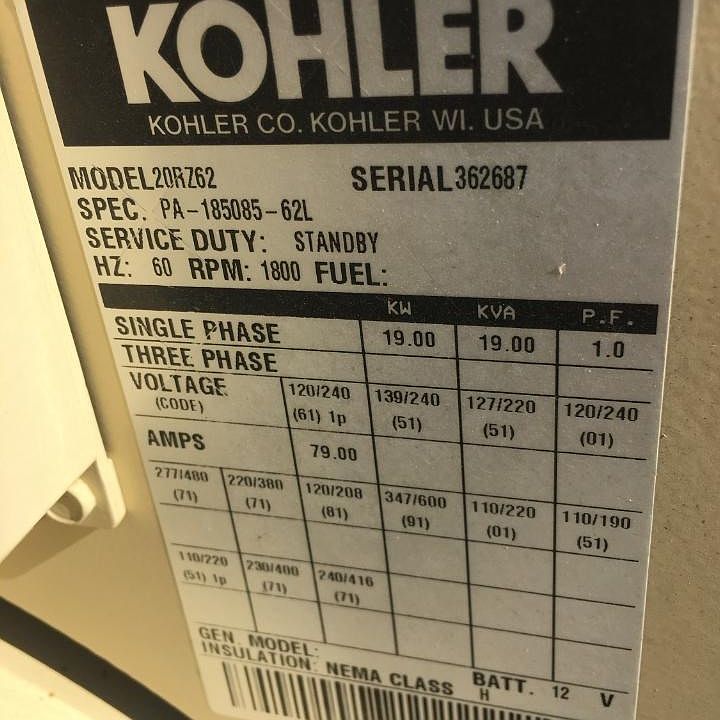 KOHLER
KOHLER CO. KOHLER WI. USA
MODEL 20RZ62 SERIAL 362687
SPEC. PA-185085-62L
SERVICE DUTY: STANDBY
HZ: 60 RPM: 1800 FUEL:
KW KVA P.F.
SINGLE PHASE 19.00 19.00 1.0
THREE PHASE
VOLTAGE 120/240 139/240 127/220 120/240
(CODE) (61) 1p (51) (51) (01)
AMPS 79.00
277/480 220/380 120/208 347/600 110/220 110/190
(71) (71) (81) (91) (01) (51)
110/220 230/400 240/416
(51) 1p (71) (71)
GEN. MODEL:
INSULATION: NEMA CLASS H BATT. 12 V